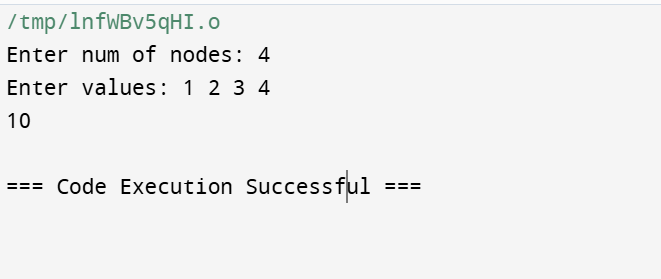 /tmp/lnfWBv5qHI.o
Enter num of nodes: 4
Enter values: 1 2 3 4
10
=== Code Execution Successful ===